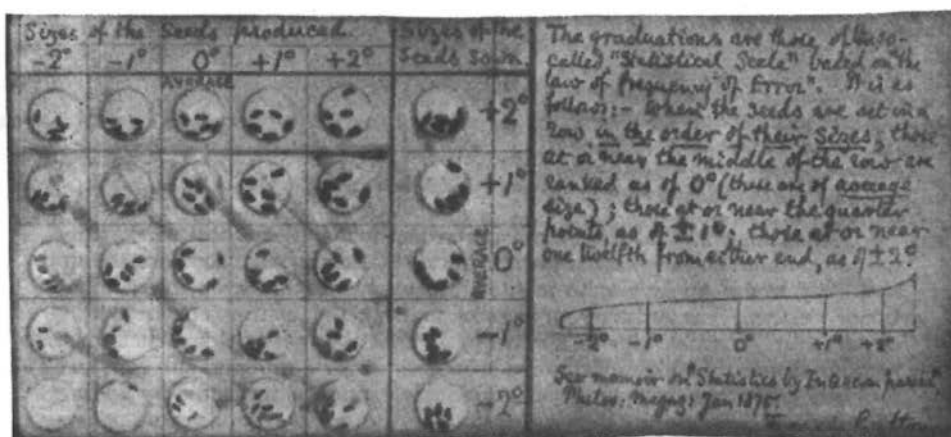 Sizes of the Seeds produced.
-2° -1° 0° +1° +2°
AVERAGE
Sizes of the
Seeds sown.
+2°
+1°
AVERAGE 0°
-1°
-2°
The graduations are those of the so-
called "Statistical Scale" based on the
law of Frequency of Error". It is as
follows:- When the seeds are set in a
row in the order of their sizes, those
at or near the middle of the row are
ranked as of 0° (these are of average
size); those at or near the quarter
points, as of ±1°: those at or near
one twelfth from either end, as of ±2°.
-2° -1° 0° +1° +2°
See memoir on "Statistics by Intercomparison"
Philos: Magaz: Jan 1875.
Francis Galton